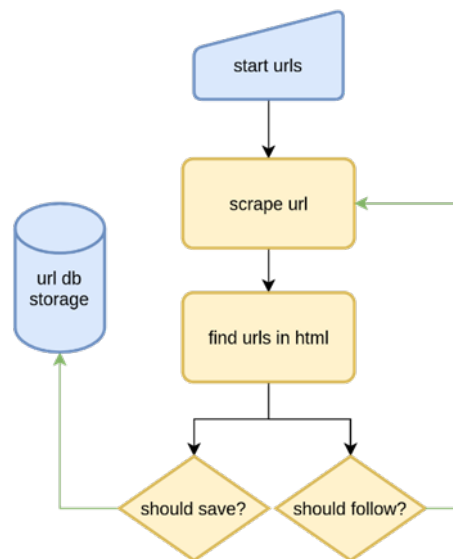 start urls
scrape url
url db
storage
find urls in html
should save?
should follow?